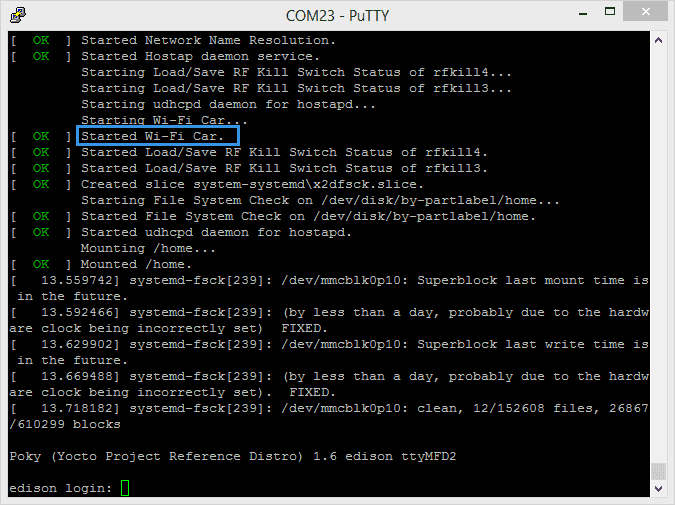 COM23 - PuTTY
[  OK  ] Started Network Name Resolution.
[  OK  ] Started Hostap daemon service.
Starting Load/Save RF Kill Switch Status of rfkill4...
Starting Load/Save RF Kill Switch Status of rfkill3...
Starting udhcpd daemon for hostapd...
Starting Wi-Fi Car...
[  OK  ] Started Wi-Fi Car.
[  OK  ] Started Load/Save RF Kill Switch Status of rfkill4.
[  OK  ] Started Load/Save RF Kill Switch Status of rfkill3.
[  OK  ] Created slice system-systemd\x2dfsck.slice.
Starting File System Check on /dev/disk/by-partlabel/home...
[  OK  ] Started File System Check on /dev/disk/by-partlabel/home.
[  OK  ] Started udhcpd daemon for hostapd.
Mounting /home...
[  OK  ] Mounted /home.
[   13.559742] systemd-fsck[239]: /dev/mmcblk0p10: Superblock last mount time is
in the future.
[   13.592466] systemd-fsck[239]: (by less than a day, probably due to the hardw
are clock being incorrectly set)  FIXED.
[   13.629902] systemd-fsck[239]: /dev/mmcblk0p10: Superblock last write time is
in the future.
[   13.669488] systemd-fsck[239]: (by less than a day, probably due to the hardw
are clock being incorrectly set).  FIXED.
[   13.718182] systemd-fsck[239]: /dev/mmcblk0p10: clean, 12/152608 files, 26867
/610299 blocks
Poky (Yocto Project Reference Distro) 1.6 edison ttyMFD2
edison login: